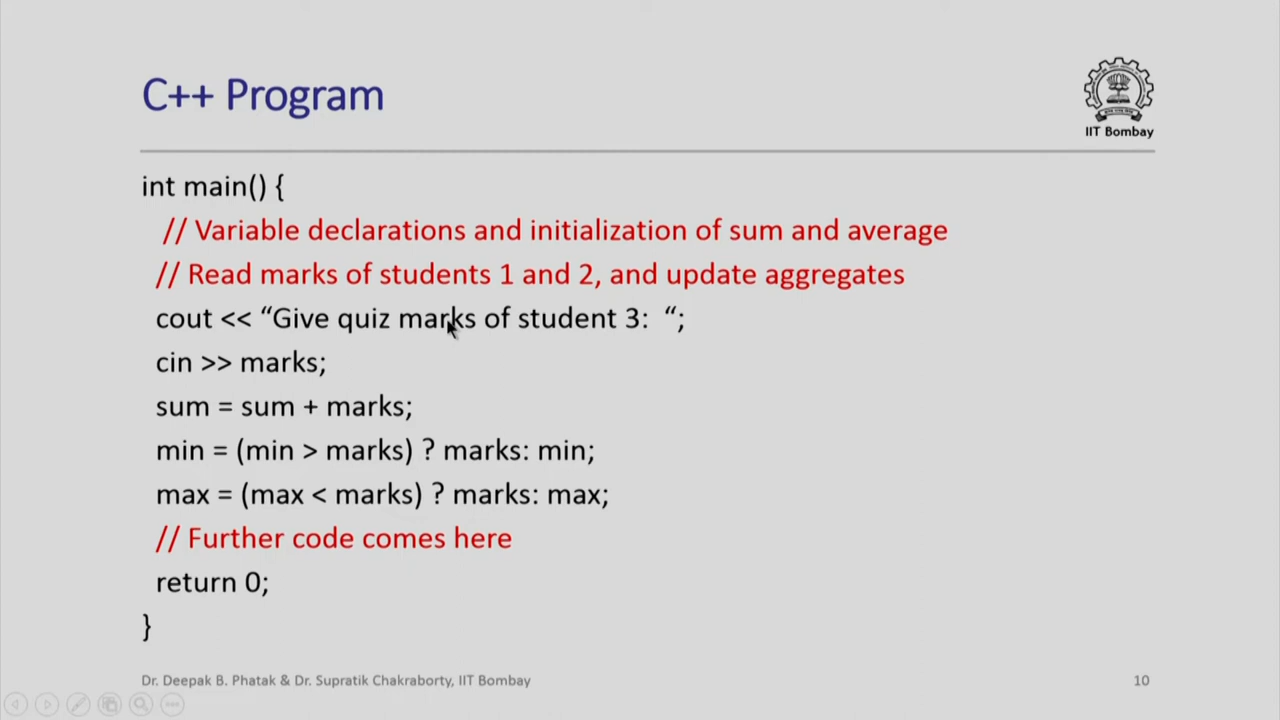 C++ Program
IIT Bombay
int main() {
// Variable declarations and initialization of sum and average
// Read marks of students 1 and 2, and update aggregates
cout << “Give quiz marks of student 3:  “;
cin >> marks;
sum = sum + marks;
min = (min > marks) ? marks: min;
max = (max < marks) ? marks: max;
// Further code comes here
return 0;
}
Dr. Deepak B. Phatak & Dr. Supratik Chakraborty, IIT Bombay
10